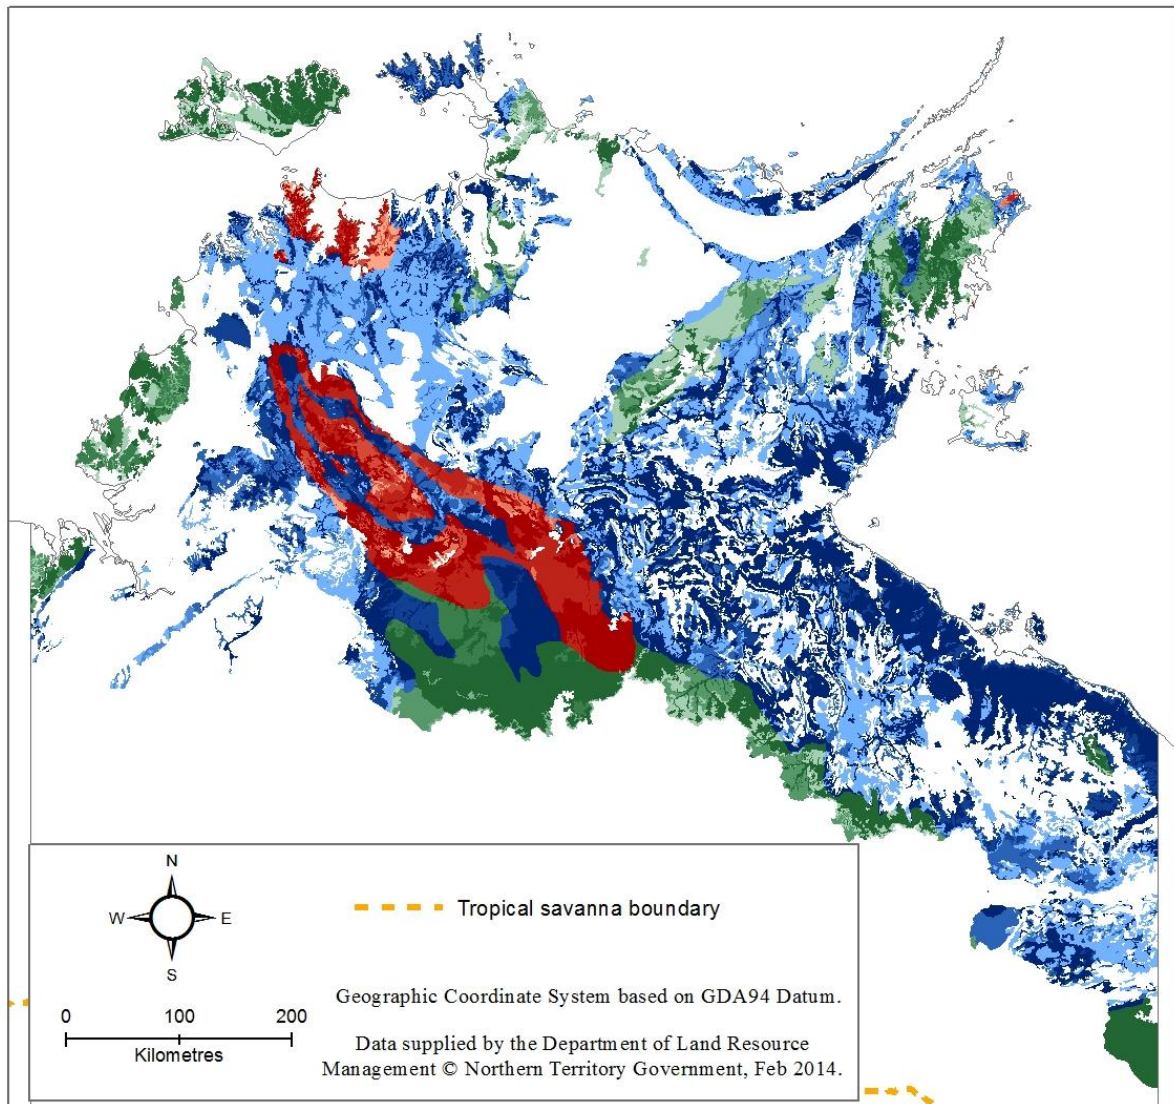 N
W E
S
Tropical savanna boundary
0 100 200
Kilometres
Geographic Coordinate System based on GDA94 Datum.
Data supplied by the Department of Land Resource
Management © Northern Territory Government, Feb 2014.